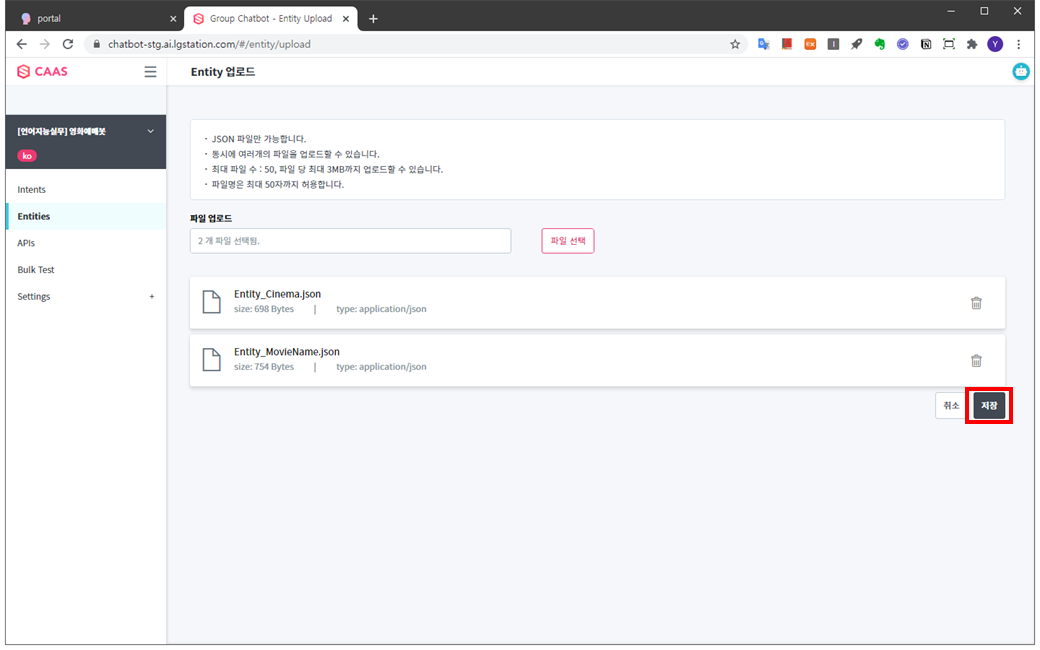 portal
Group Chatbot - Entity Upload
chatbot-stg.ai.lgstation.com/#/entity/upload
Y
CAAS
Entity 업로드
[언어지능실무] 영화예매봇
ko
Intents
Entities
APIs
Bulk Test
Settings +
· JSON 파일만 가능합니다.
· 동시에 여러개의 파일을 업로드할 수 있습니다.
· 최대 파일 수 : 50, 파일 당 최대 3MB까지 업로드할 수 있습니다.
· 파일명은 최대 50자까지 허용합니다.
파일 업로드
2 개 파일 선택됨.
파일 선택
Entity_Cinema.json
size: 698 Bytes | type: application/json
Entity_MovieName.json
size: 754 Bytes | type: application/json
취소
저장